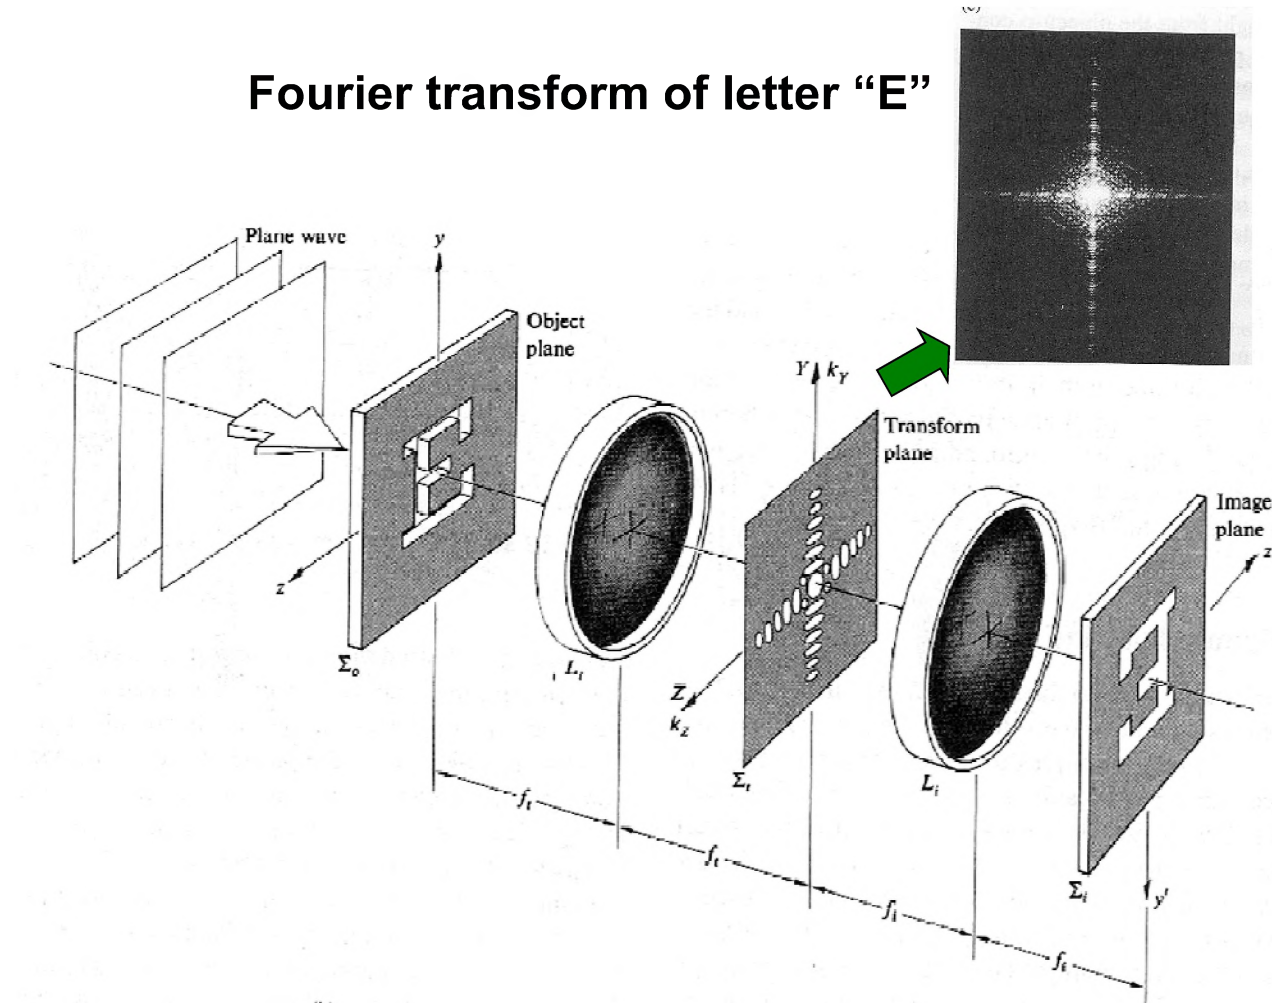 (c)
Fourier transform of letter “E”
Plane wave
y
Object
plane
Y
k_Y
Transform
plane
Image
plane
z
z
Σ_o
L_t
Z̄
k_Z
Σ_t
L_i
Σ_i
y'
f_t
f_t
f_i
f_i